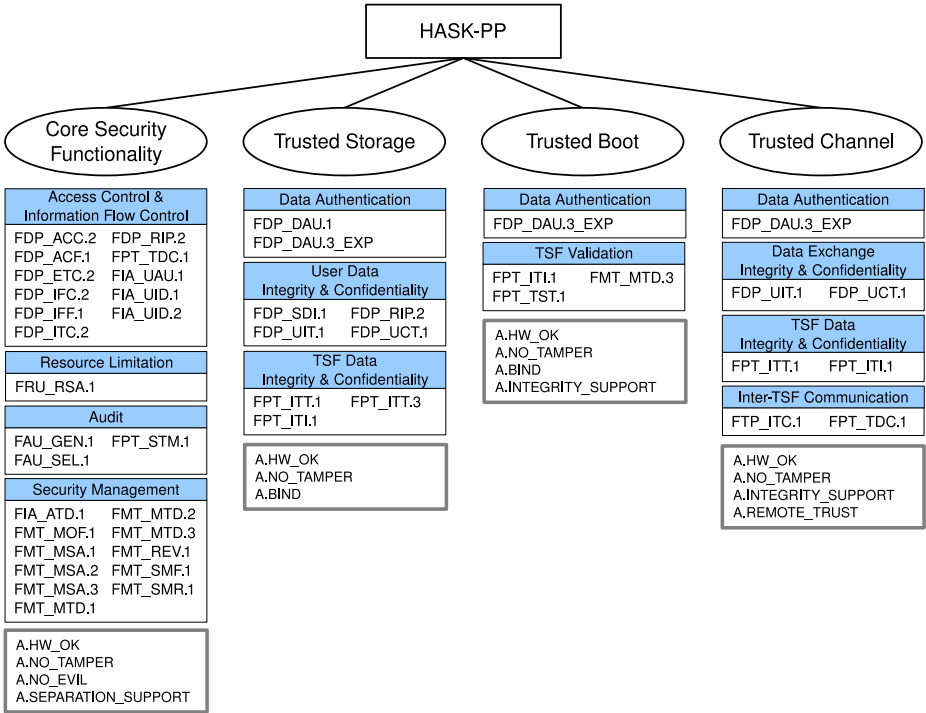 HASK-PP
Core Security
Functionality
Access Control &
Information Flow Control
FDP_ACC.2 FDP_RIP.2
FDP_ACF.1 FPT_TDC.1
FDP_ETC.2 FIA_UAU.1
FDP_IFC.2 FIA_UID.1
FDP_IFF.1 FIA_UID.2
FDP_ITC.2
Resource Limitation
FRU_RSA.1
Audit
FAU_GEN.1 FPT_STM.1
FAU_SEL.1
Security Management
FIA_ATD.1 FMT_MTD.2
FMT_MOF.1 FMT_MTD.3
FMT_MSA.1 FMT_REV.1
FMT_MSA.2 FMT_SMF.1
FMT_MSA.3 FMT_SMR.1
FMT_MTD.1
A.HW_OK
A.NO_TAMPER
A.NO_EVIL
A.SEPARATION_SUPPORT
Trusted Storage
Data Authentication
FDP_DAU.1
FDP_DAU.3_EXP
User Data
Integrity & Confidentiality
FDP_SDI.1 FDP_RIP.2
FDP_UIT.1 FDP_UCT.1
TSF Data
Integrity & Confidentiality
FPT_ITT.1 FPT_ITT.3
FPT_ITI.1
A.HW_OK
A.NO_TAMPER
A.BIND
Trusted Boot
Data Authentication
FDP_DAU.3_EXP
TSF Validation
FPT_ITI.1 FMT_MTD.3
FPT_TST.1
A.HW_OK
A.NO_TAMPER
A.BIND
A.INTEGRITY_SUPPORT
Trusted Channel
Data Authentication
FDP_DAU.3_EXP
Data Exchange
Integrity & Confidentiality
FDP_UIT.1 FDP_UCT.1
TSF Data
Integrity & Confidentiality
FPT_ITT.1 FPT_ITI.1
Inter-TSF Communication
FTP_ITC.1 FPT_TDC.1
A.HW_OK
A.NO_TAMPER
A.INTEGRITY_SUPPORT
A.REMOTE_TRUST